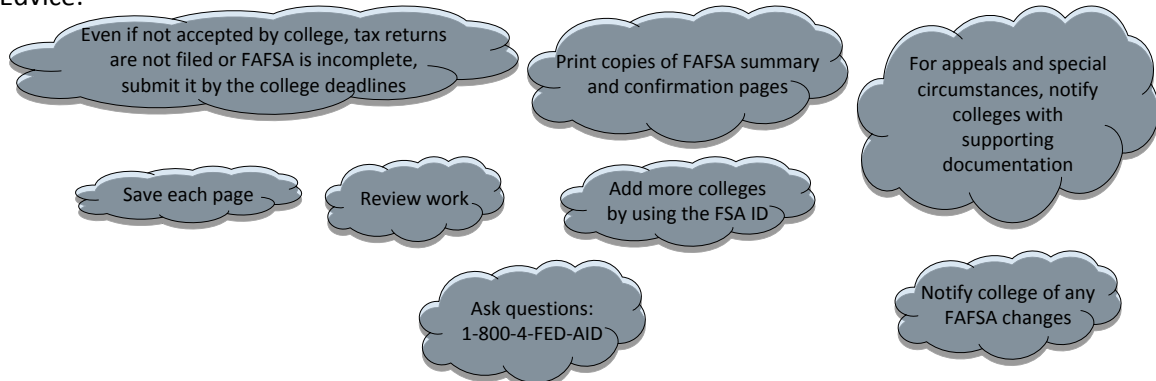 Edvice:
Even if not accepted by college, tax returns
are not filed or FAFSA is incomplete,
submit it by the college deadlines
Print copies of FAFSA summary
and confirmation pages
For appeals and special
circumstances, notify
colleges with
supporting
documentation
Save each page
Review work
Add more colleges
by using the FSA ID
Ask questions:
1-800-4-FED-AID
Notify college of any
FAFSA changes